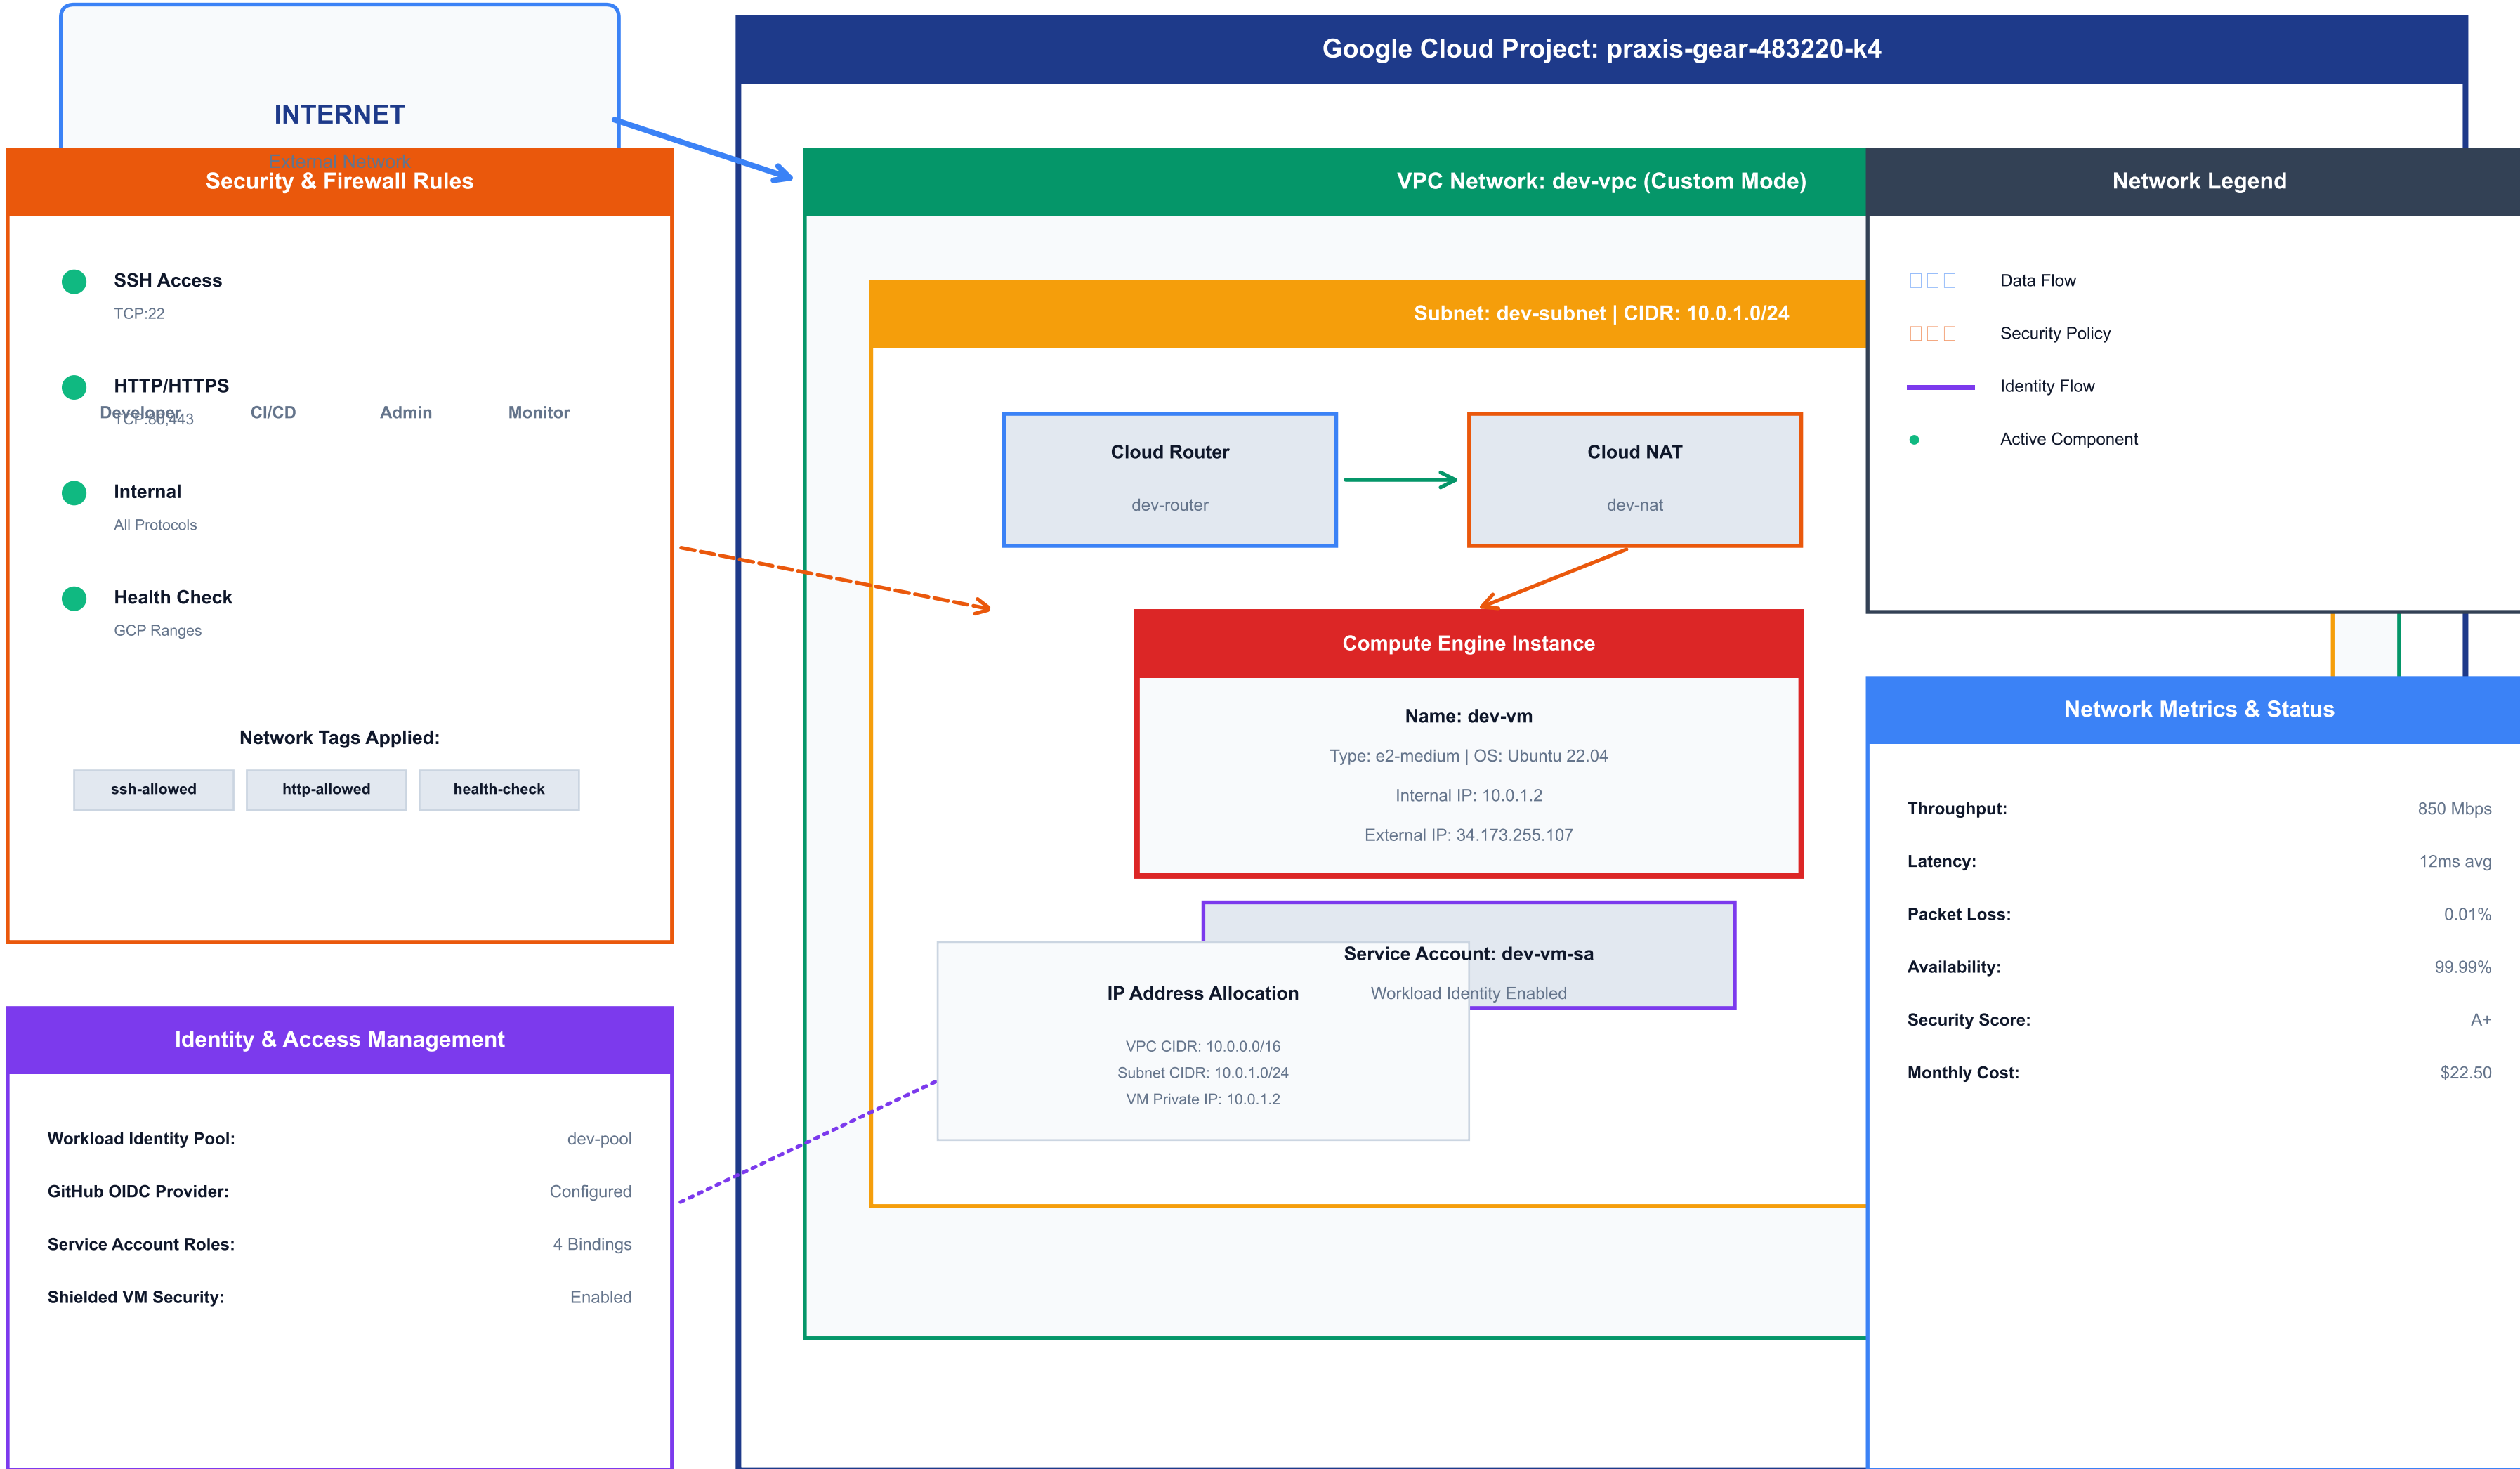 INTERNET
External Network
Security & Firewall Rules
SSH Access
TCP:22
HTTP/HTTPS
TCP:80,443
Developer
CI/CD
Admin
Monitor
Internal
All Protocols
Health Check
GCP Ranges
Network Tags Applied:
ssh-allowed
http-allowed
health-check
Identity & Access Management
Workload Identity Pool: dev-pool
GitHub OIDC Provider: Configured
Service Account Roles: 4 Bindings
Shielded VM Security: Enabled
Google Cloud Project: praxis-gear-483220-k4
VPC Network: dev-vpc (Custom Mode)
Subnet: dev-subnet | CIDR: 10.0.1.0/24
Cloud Router
dev-router
Cloud NAT
dev-nat
Compute Engine Instance
Name: dev-vm
Type: e2-medium | OS: Ubuntu 22.04
Internal IP: 10.0.1.2
External IP: 34.173.255.107
Service Account: dev-vm-sa
Workload Identity Enabled
IP Address Allocation
VPC CIDR: 10.0.0.0/16
Subnet CIDR: 10.0.1.0/24
VM Private IP: 10.0.1.2
Network Legend
Data Flow
Security Policy
Identity Flow
Active Component
Network Metrics & Status
Throughput: 850 Mbps
Latency: 12ms avg
Packet Loss: 0.01%
Availability: 99.99%
Security Score: A+
Monthly Cost: $22.50